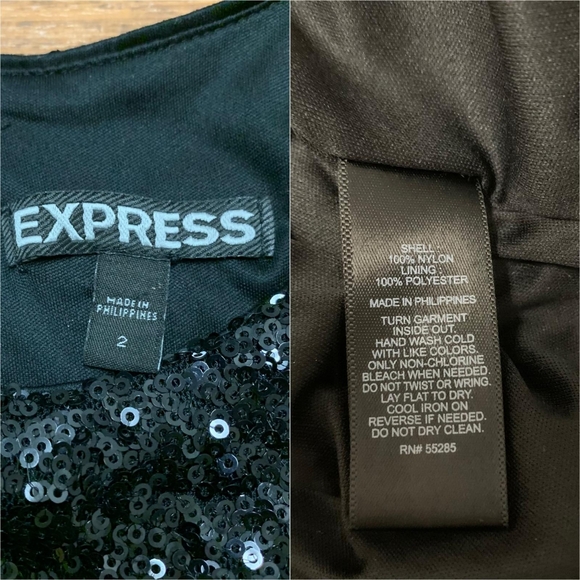 EXPRESS
MADE IN
PHILIPPINES
2
SHELL :
100% NYLON
LINING :
100% POLYESTER
MADE IN PHILIPPINES
TURN GARMENT
INSIDE OUT.
HAND WASH COLD
WITH LIKE COLORS.
ONLY NON-CHLORINE
BLEACH WHEN NEEDED.
DO NOT TWIST OR WRING.
LAY FLAT TO DRY.
COOL IRON ON
REVERSE IF NEEDED.
DO NOT DRY CLEAN.
RN# 55285